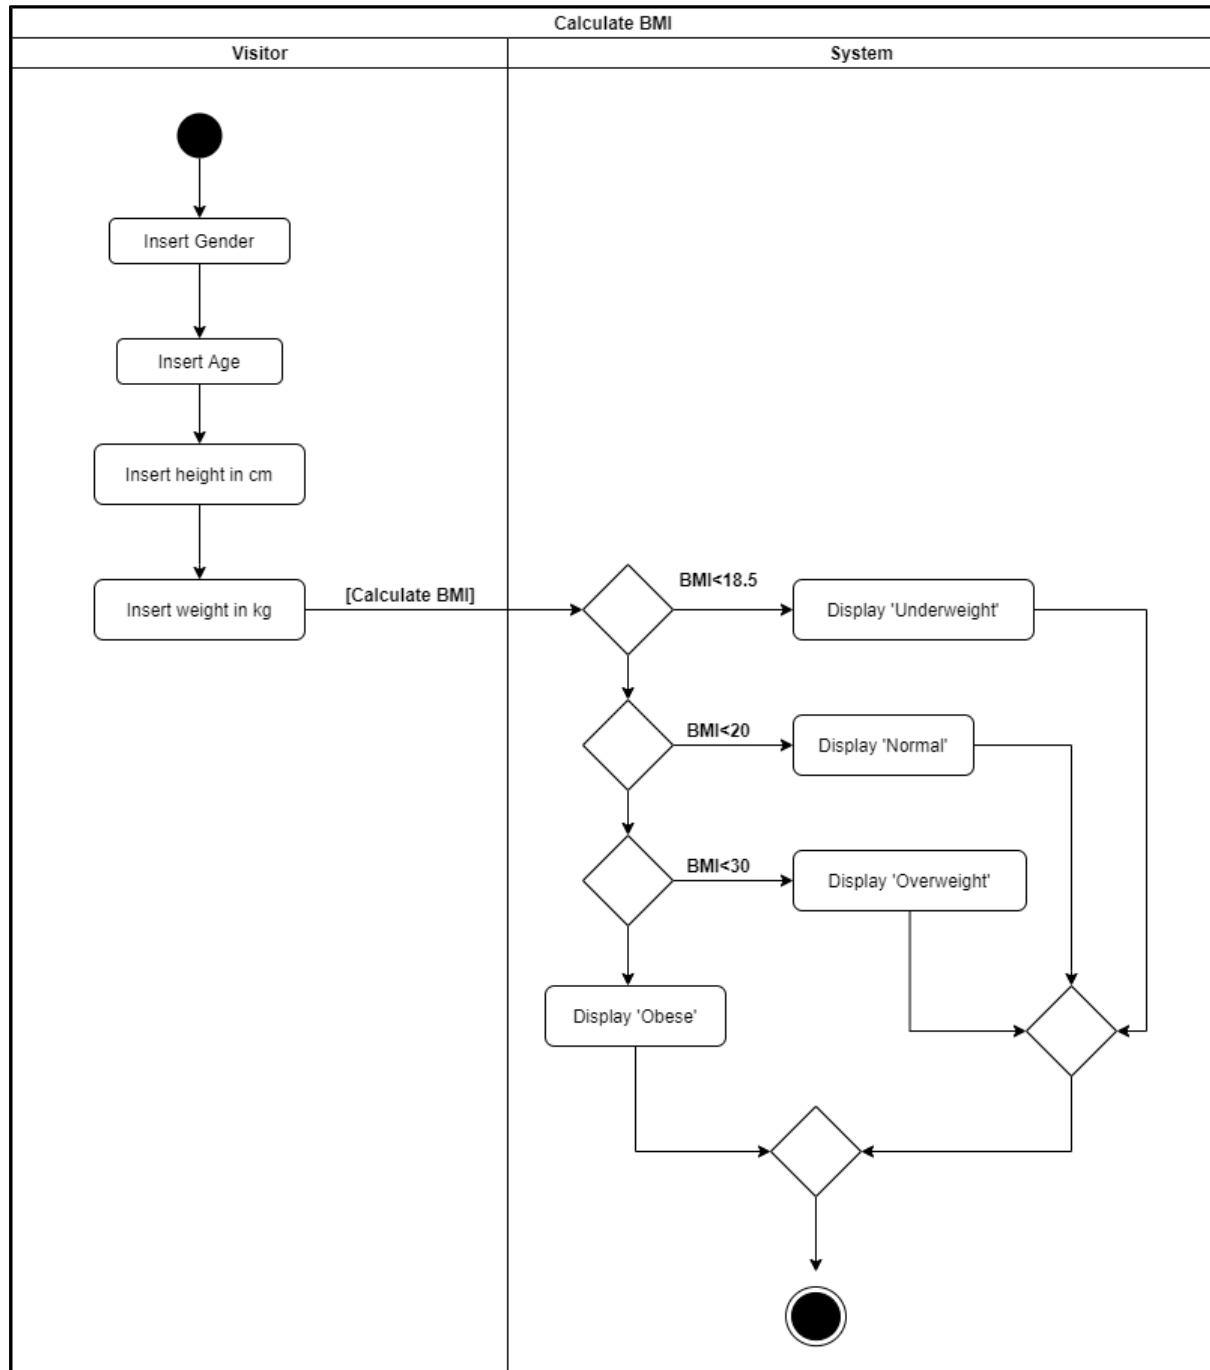 Calculate BMI
Visitor
System
Insert Gender
Insert Age
Insert height in cm
Insert weight in kg
[Calculate BMI]
BMI<18.5
Display 'Underweight'
BMI<20
Display 'Normal'
BMI<30
Display 'Overweight'
Display 'Obese'